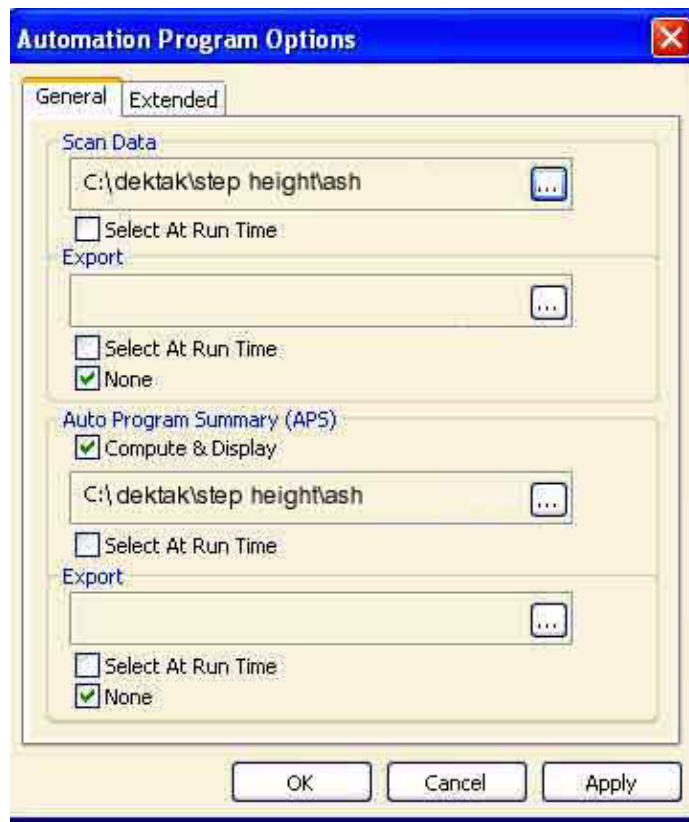 Automation Program Options
General Extended
Scan Data
C:\dektak\step height\ash ...
Select At Run Time
Export
...
Select At Run Time
None
Auto Program Summary (APS)
Compute & Display
C:\dektak\step height\ash ...
Select At Run Time
Export
...
Select At Run Time
None
OK Cancel Apply